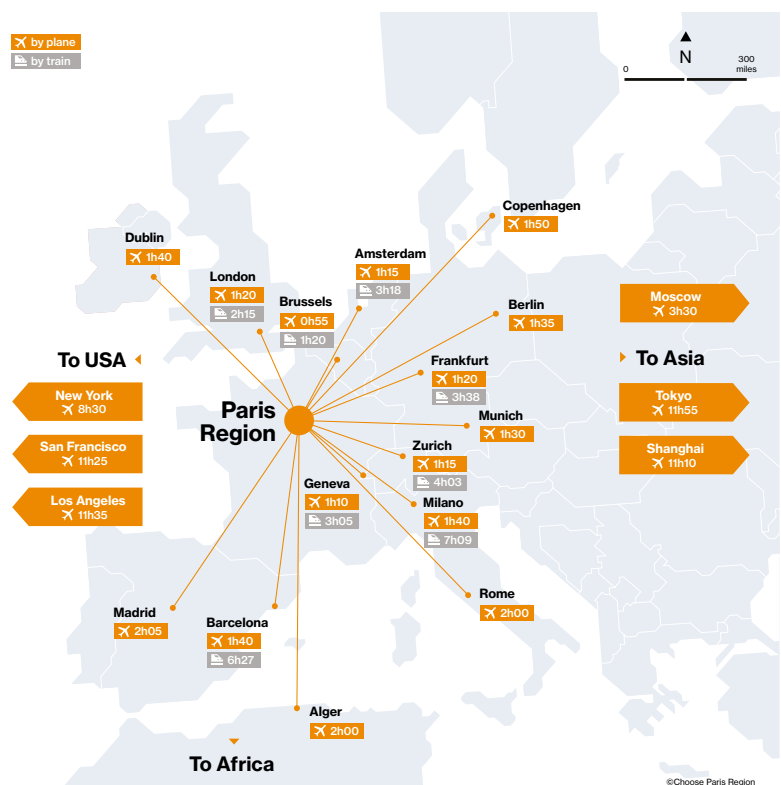 by plane
by train
N
0
300
miles
Copenhagen
1h50
Dublin
1h40
Amsterdam
1h15
3h18
London
1h20
2h15
Brussels
0h55
1h20
Berlin
1h35
Moscow
3h30
To USA
To Asia
Frankfurt
1h20
3h38
New York
8h30
Tokyo
11h55
Paris
Region
Munich
1h30
San Francisco
11h25
Shanghai
11h10
Zurich
1h15
4h03
Geneva
1h10
3h05
Los Angeles
11h35
Milano
1h40
7h09
Rome
2h00
Madrid
2h05
Barcelona
1h40
6h27
Alger
2h00
To Africa
©Choose Paris Region